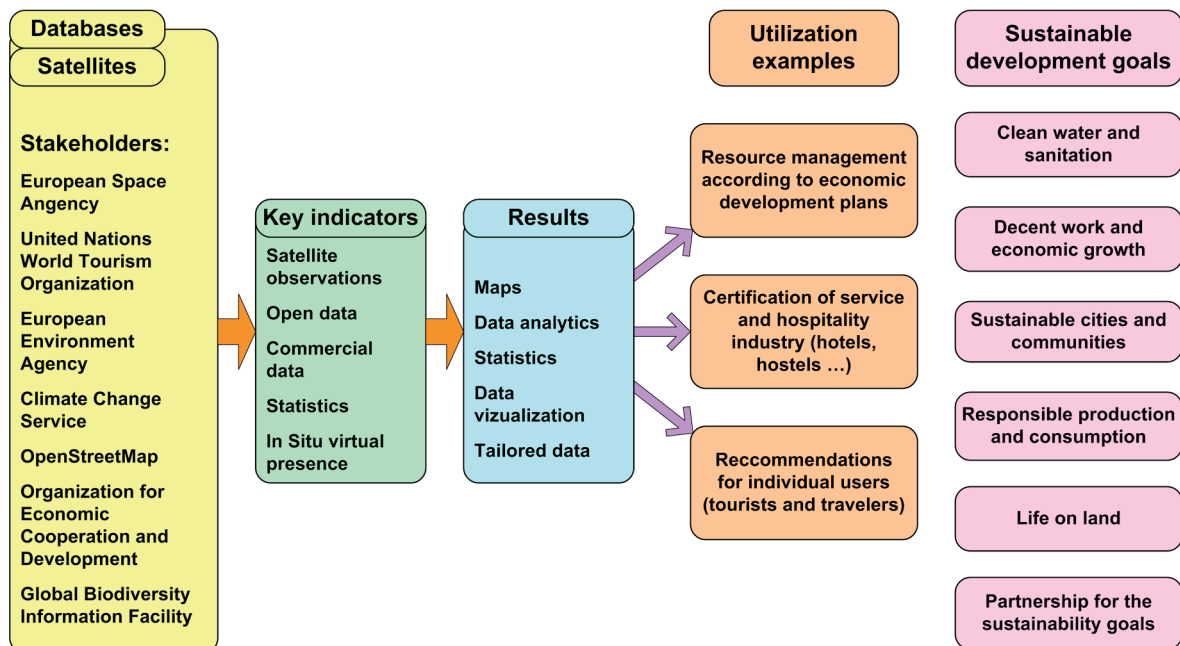 Databases
Satellites
Stakeholders:
European Space
Angency
United Nations
World Tourism
Organization
European
Environment
Agency
Climate Change
Service
OpenStreetMap
Organization for
Economic
Cooperation and
Development
Global Biodiversity
Information Facility
Key indicators
Satellite
observations
Open data
Commercial
data
Statistics
In Situ virtual
presence
Results
Maps
Data analytics
Statistics
Data
vizualization
Tailored data
Utilization
examples
Resource management
according to economic
development plans
Certification of service
and hospitality
industry (hotels,
hostels ...)
Reccommendations
for individual users
(tourists and travelers)
Sustainable
development goals
Clean water and
sanitation
Decent work and
economic growth
Sustainable cities and
communities
Responsible production
and consumption
Life on land
Partnership for the
sustainability goals